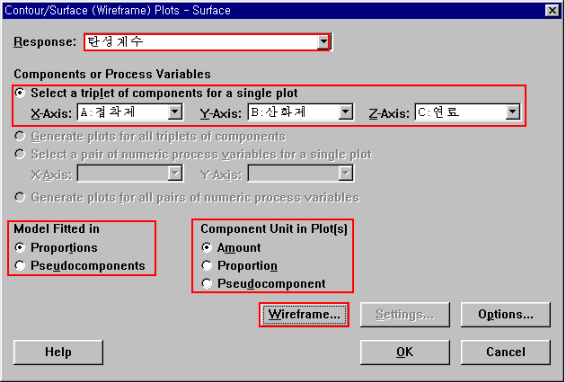 Contour/Surface (Wireframe) Plots - Surface
Response: 탄성계수
Components or Process Variables
Select a triplet of components for a single plot
X-Axis: A:점착제 Y-Axis: B:산화제 Z-Axis: C:연료
Generate plots for all triplets of components
Select a pair of numeric process variables for a single plot
X-Axis: Y-Axis:
Generate plots for all pairs of numeric process variables
Model Fitted in
Proportions
Pseudocomponents
Component Unit in Plot(s)
Amount
Proportion
Pseudocomponent
Wireframe... Settings... Options...
Help OK Cancel